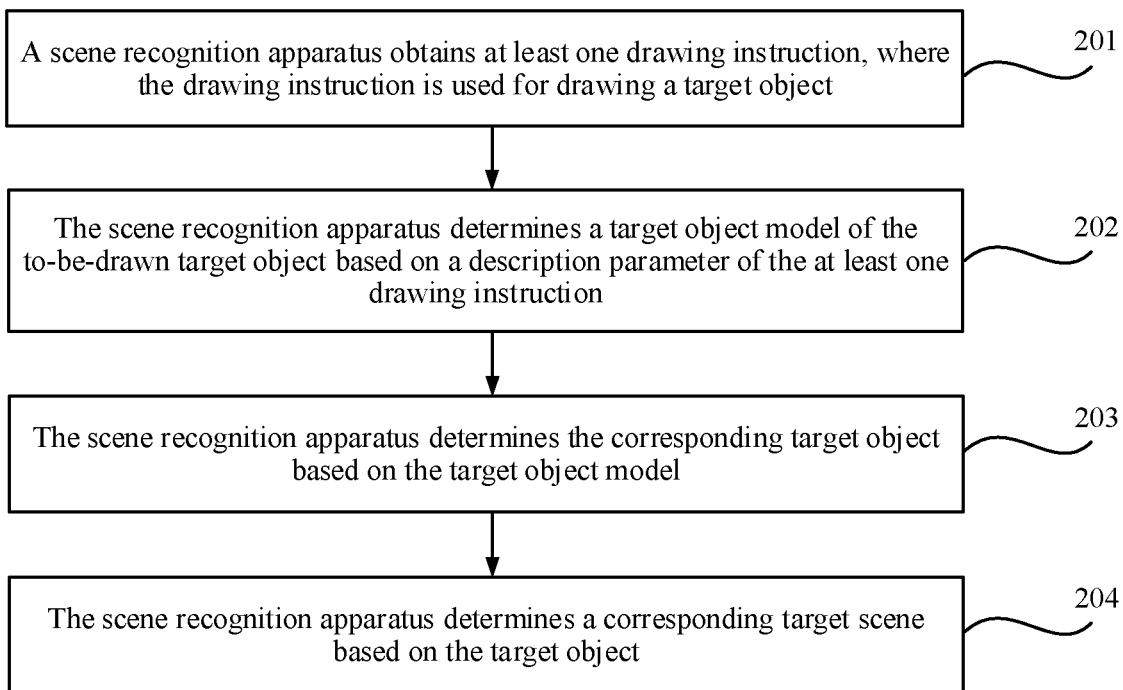 A scene recognition apparatus obtains at least one drawing instruction, where
the drawing instruction is used for drawing a target object
201
The scene recognition apparatus determines a target object model of the
to-be-drawn target object based on a description parameter of the at least one
drawing instruction
202
The scene recognition apparatus determines the corresponding target object
based on the target object model
203
The scene recognition apparatus determines a corresponding target scene
based on the target object
204